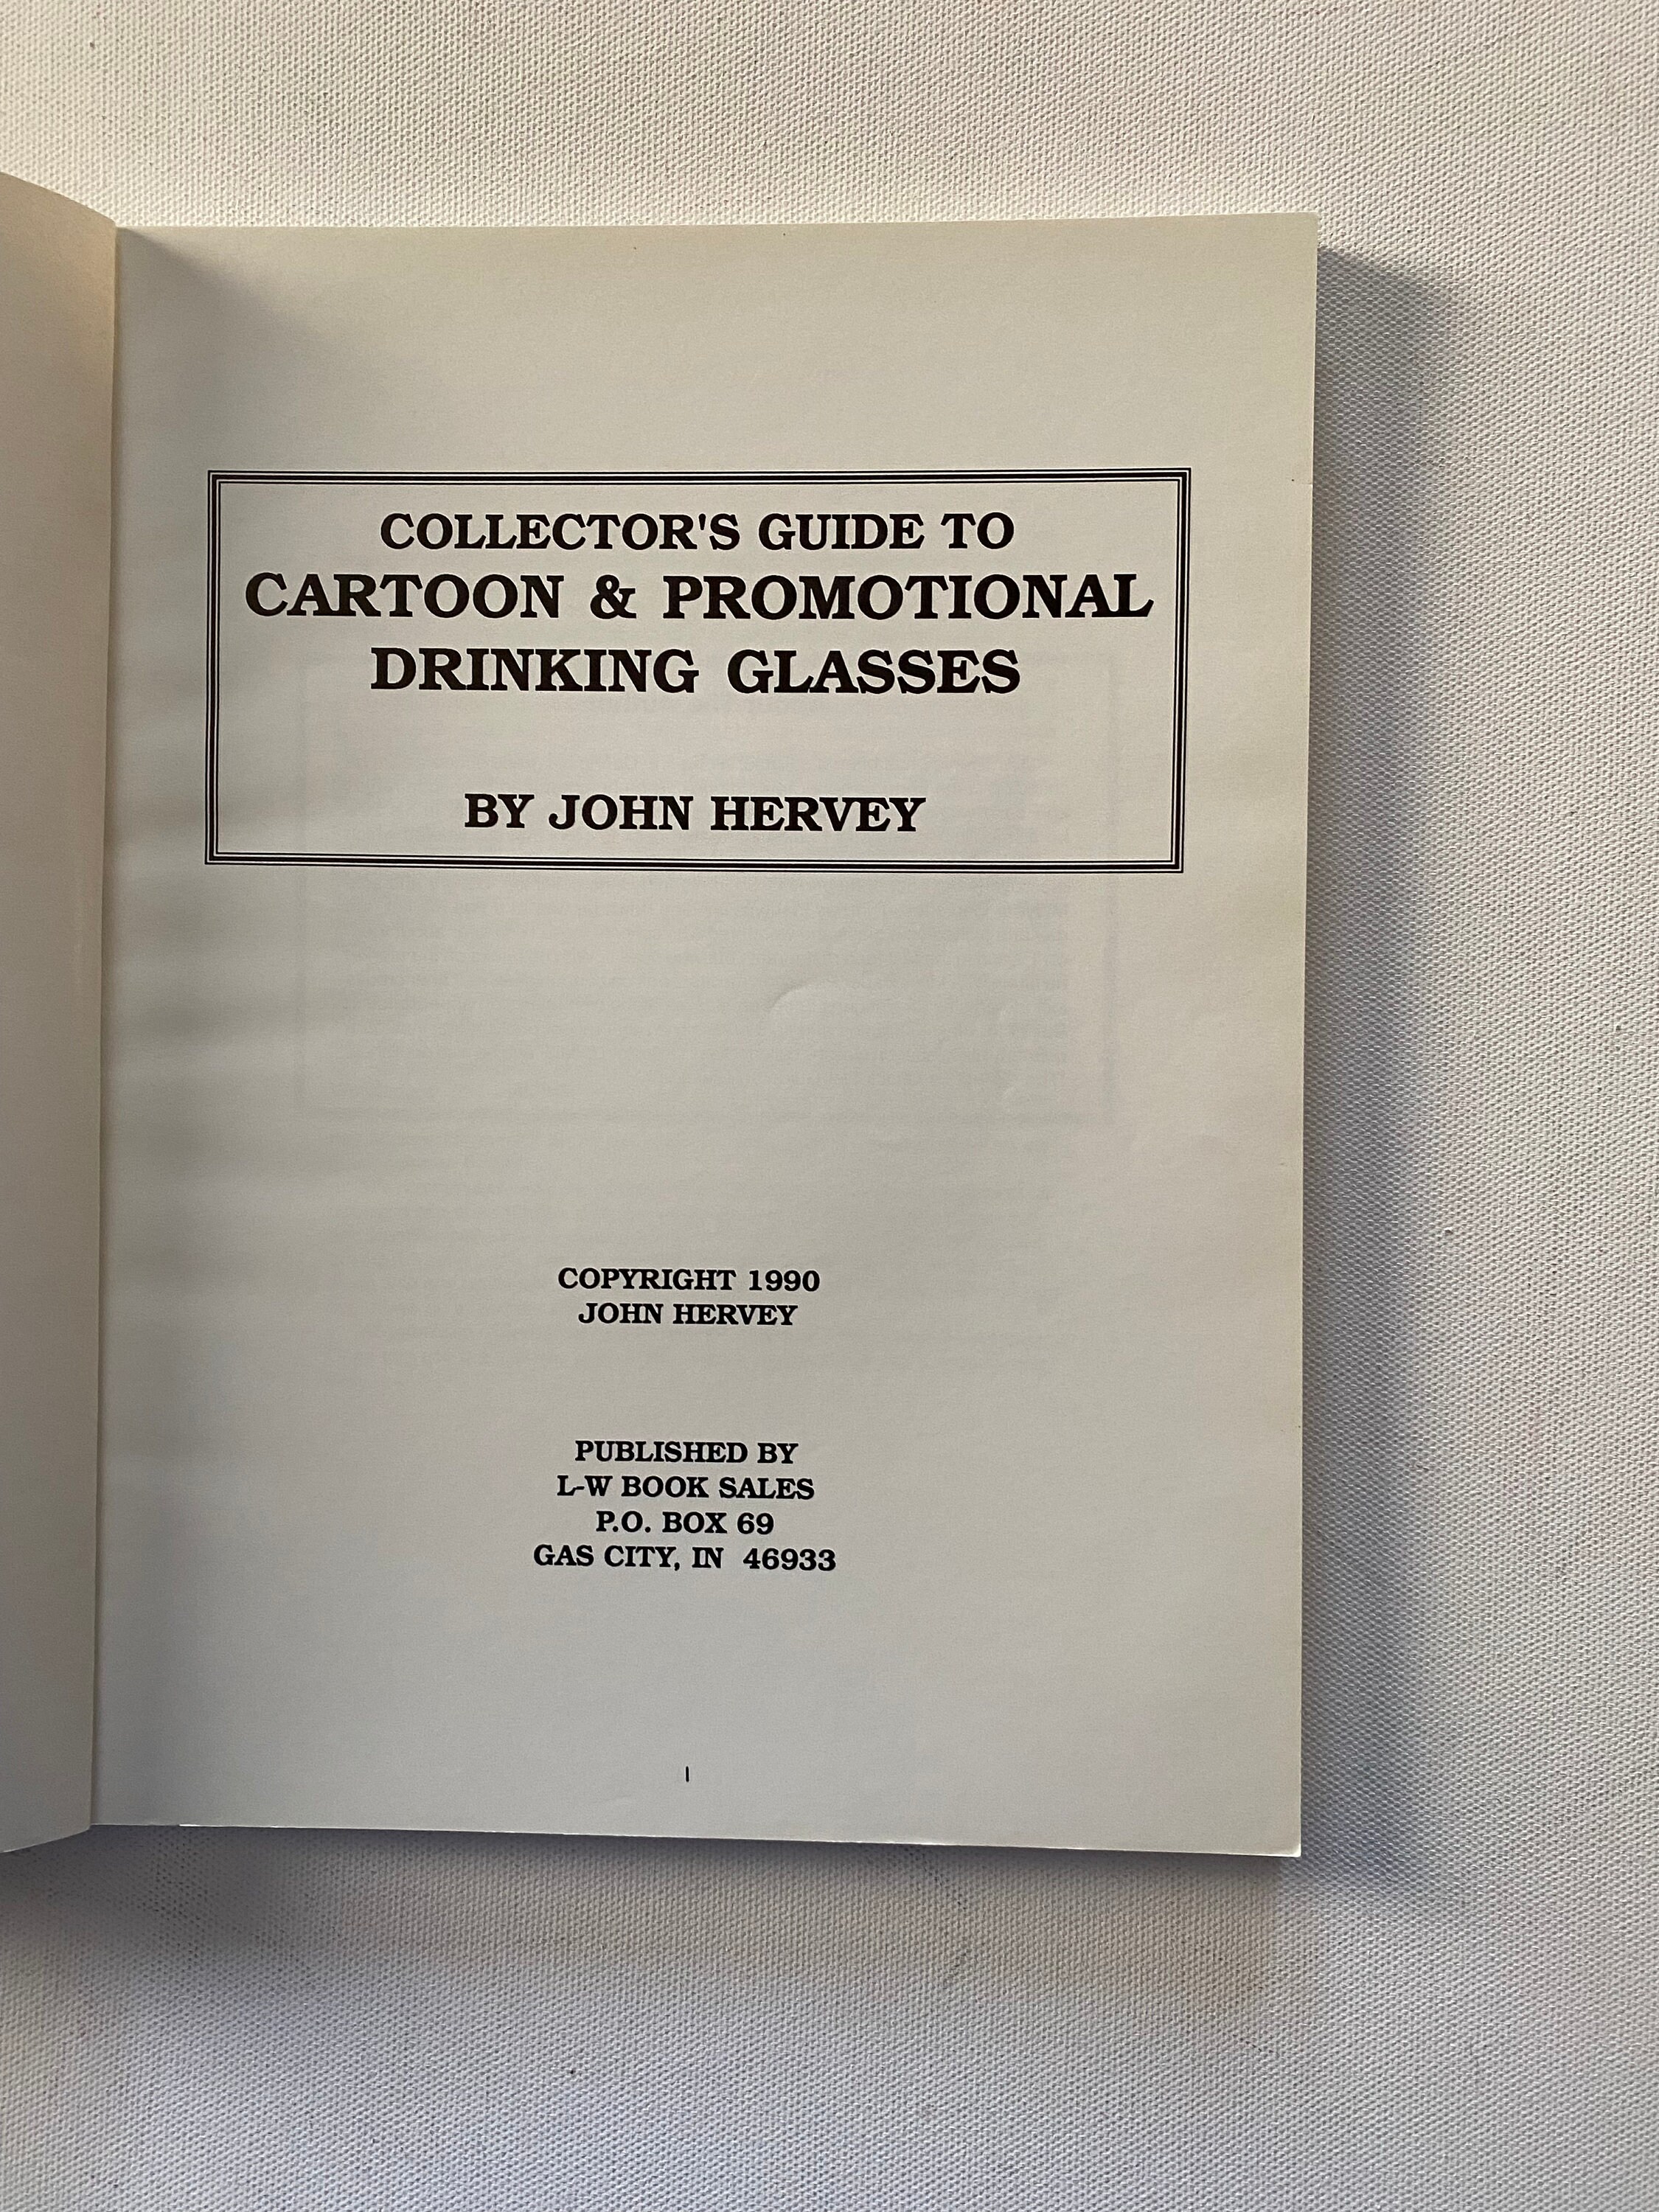 COLLECTOR'S GUIDE TO
CARTOON & PROMOTIONAL
DRINKING GLASSES
BY JOHN HERVEY
COPYRIGHT 1990
JOHN HERVEY
PUBLISHED BY
L-W BOOK SALES
P.O. BOX 69
GAS CITY, IN  46933
1